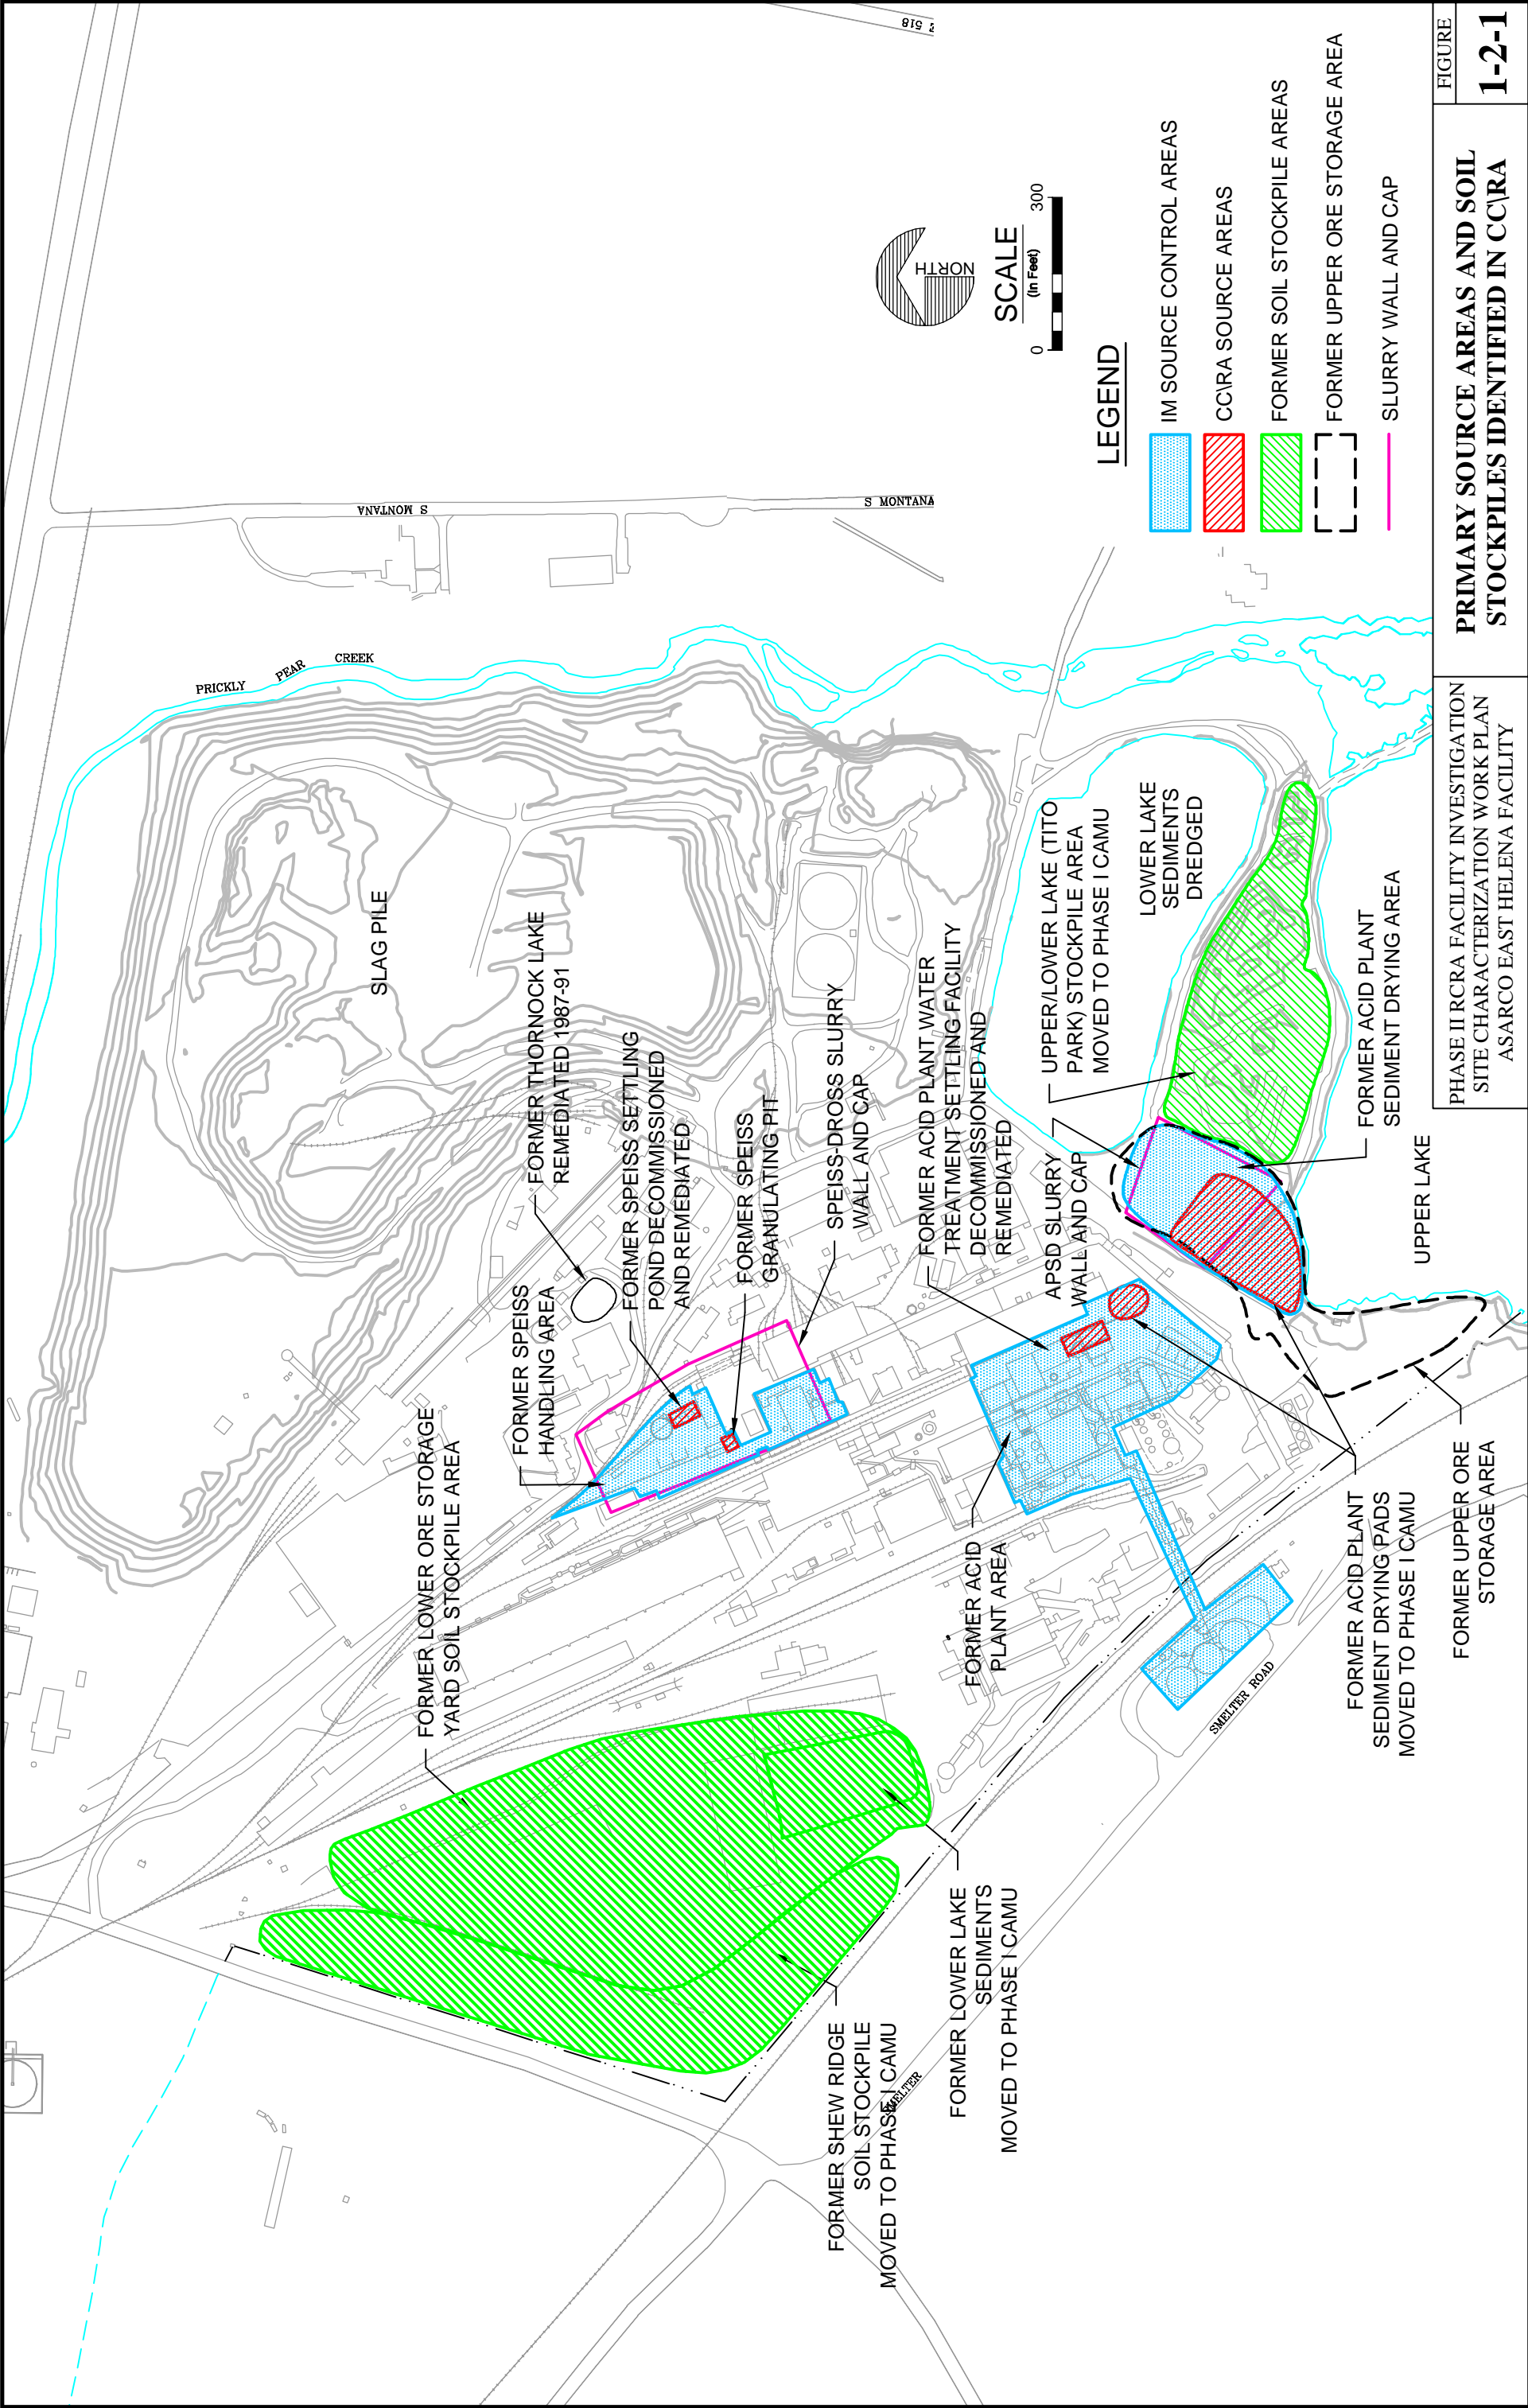 SLAG PILE
PRICKLY
PEAR
CREEK
S MONTANA
S MONTANA
518
FORMER THORNOCK LAKE
REMEDIATED 1987-91
FORMER SPEISS SETTLING
POND DECOMMISSIONED
AND REMEDIATED
FORMER SPEISS
GRANULATING PIT
SPEISS-DROSS SLURRY
WALL AND CAP
FORMER SPEISS
HANDLING AREA
FORMER LOWER ORE STORAGE
YARD SOIL STOCKPILE AREA
FORMER SHEW RIDGE
SOIL STOCKPILE
MOVED TO PHASE I CAMU
SMELTER
FORMER LOWER LAKE
SEDIMENTS
MOVED TO PHASE I CAMU
FORMER ACID
PLANT AREA
FORMER ACID PLANT WATER
TREATMENT SETTLING FACILITY
DECOMMISSIONED AND
REMEDIATED
APSD SLURRY
WALL AND CAP
UPPER/LOWER LAKE (TITO
PARK) STOCKPILE AREA
MOVED TO PHASE I CAMU
LOWER LAKE
SEDIMENTS
DREDGED
FORMER ACID PLANT
SEDIMENT DRYING AREA
UPPER LAKE
SMELTER ROAD
FORMER ACID PLANT
SEDIMENT DRYING PADS
MOVED TO PHASE I CAMU
FORMER UPPER ORE
STORAGE AREA
NORTH
SCALE
(In Feet)
0 300
LEGEND
IM SOURCE CONTROL AREAS
CC\RA SOURCE AREAS
FORMER SOIL STOCKPILE AREAS
FORMER UPPER ORE STORAGE AREA
SLURRY WALL AND CAP
PHASE II RCRA FACILITY INVESTIGATION
SITE CHARACTERIZATION WORK PLAN
ASARCO EAST HELENA FACILITY
PRIMARY SOURCE AREAS AND SOIL
STOCKPILES IDENTIFIED IN CC\RA
FIGURE
1-2-1